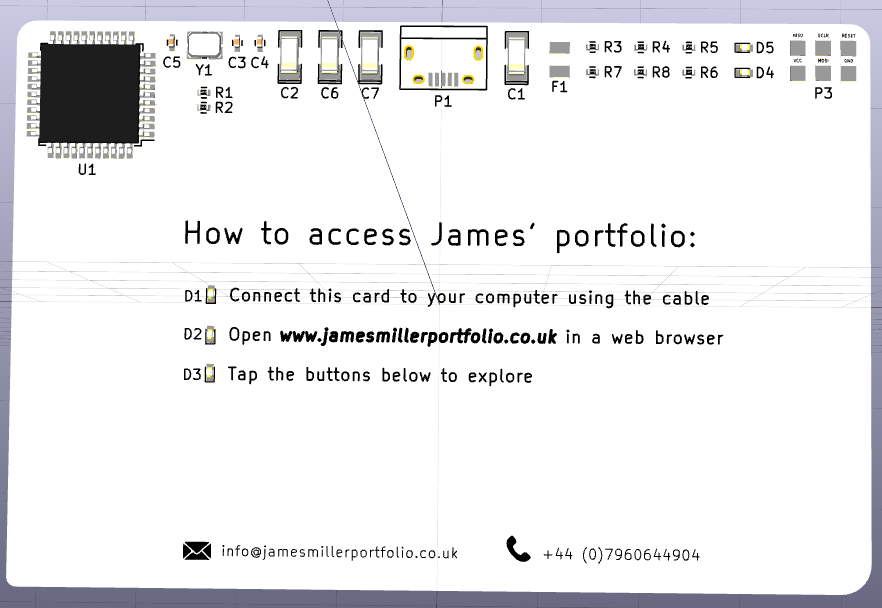 C5 Y1 C3 C4 C2 C6 C7 P1 C1 F1 R3 R4 R5 D5
MISO SCLK RESET
R7 R8 R6 D4
VCC MOSI GND
P3
R1
R2
U1
How to access James' portfolio:
D1 Connect this card to your computer using the cable
D2 Open www.jamesmillerportfolio.co.uk in a web browser
D3 Tap the buttons below to explore
info@jamesmillerportfolio.co.uk +44 (0)7960644904